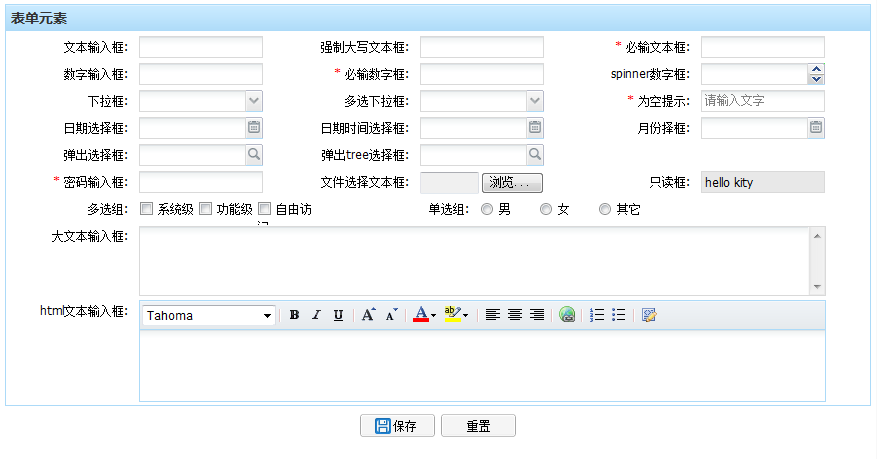 表单元素
文本输入框: 强制大写文本框: * 必输文本框:
数字输入框: * 必输数字框: spinner数字框:
下拉框: 多选下拉框: * 为空提示: 请输入文字
日期选择框: 日期时间选择框: 月份择框:
弹出选择框: 弹出tree选择框:
* 密码输入框: 文件选择文本框: 浏览... 只读框: hello kity
多选组: 系统级 功能级 自由访 单选组: 男 女 其它
大文本输入框:
html文本输入框: Tahoma B I U A A A ab
保存 重置